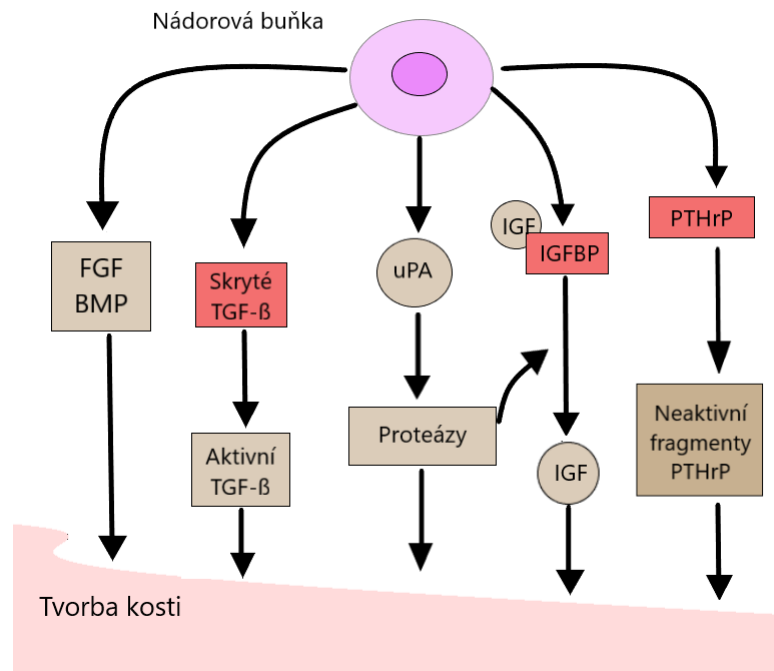 Nádorová buňka
FGF
BMP
Skryté
TGF-ß
uPA
IGF
IGFBP
PTHrP
Aktivní
TGF-ß
Proteázy
IGF
Neaktivní
fragmenty
PTHrP
Tvorba kosti